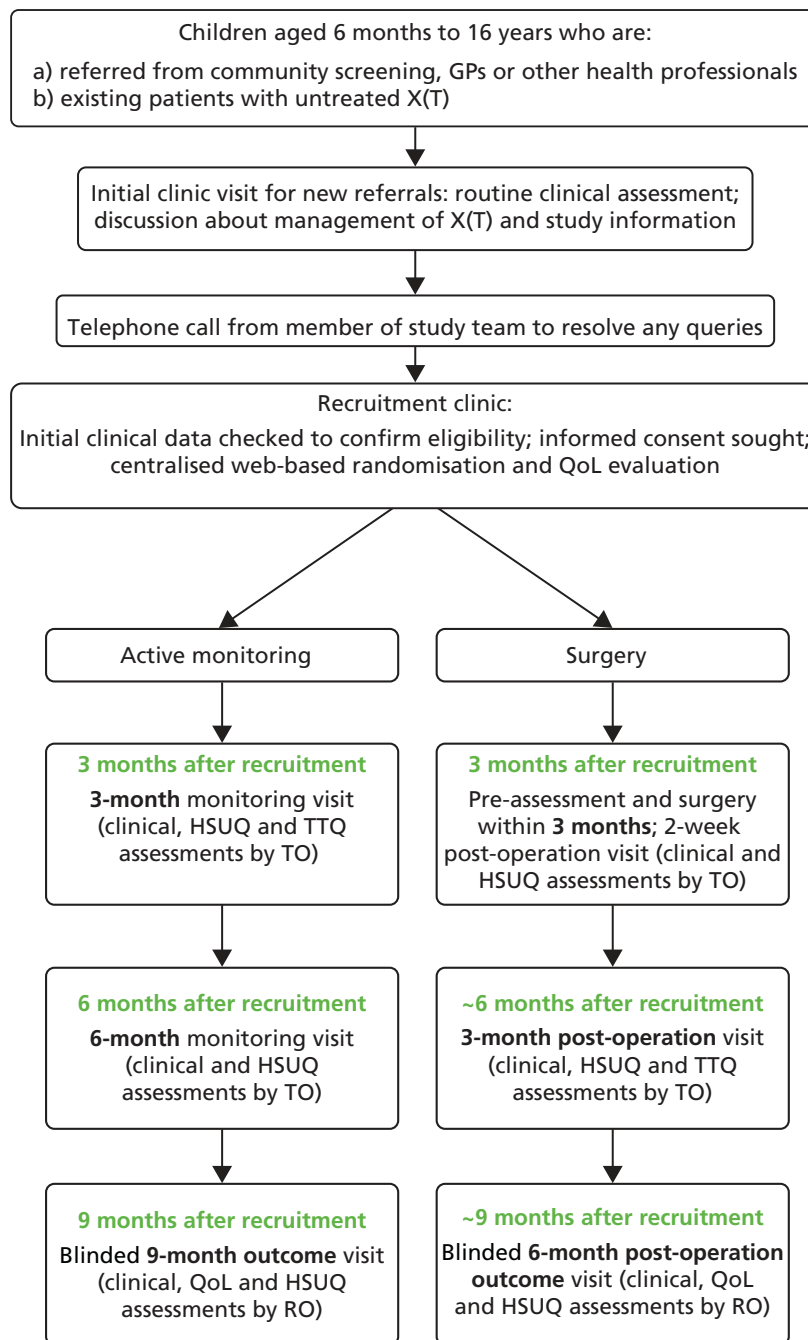 Children aged 6 months to 16 years who are:
a) referred from community screening, GPs or other health professionals
b) existing patients with untreated X(T)
Initial clinic visit for new referrals: routine clinical assessment;
discussion about management of X(T) and study information
Telephone call from member of study team to resolve any queries
Recruitment clinic:
Initial clinical data checked to confirm eligibility; informed consent sought;
centralised web-based randomisation and QoL evaluation
Active monitoring
3 months after recruitment
3-month monitoring visit
(clinical, HSUQ and TTQ
assessments by TO)
6 months after recruitment
6-month monitoring visit
(clinical and HSUQ
assessments by TO)
9 months after recruitment
Blinded 9-month outcome visit
(clinical, QoL and HSUQ
assessments by RO)
Surgery
3 months after recruitment
Pre-assessment and surgery
within 3 months; 2-week
post-operation visit (clinical and
HSUQ assessments by TO)
~6 months after recruitment
3-month post-operation visit
(clinical, HSUQ and TTQ
assessments by TO)
~9 months after recruitment
Blinded 6-month post-operation
outcome visit (clinical, QoL
and HSUQ assessments by RO)